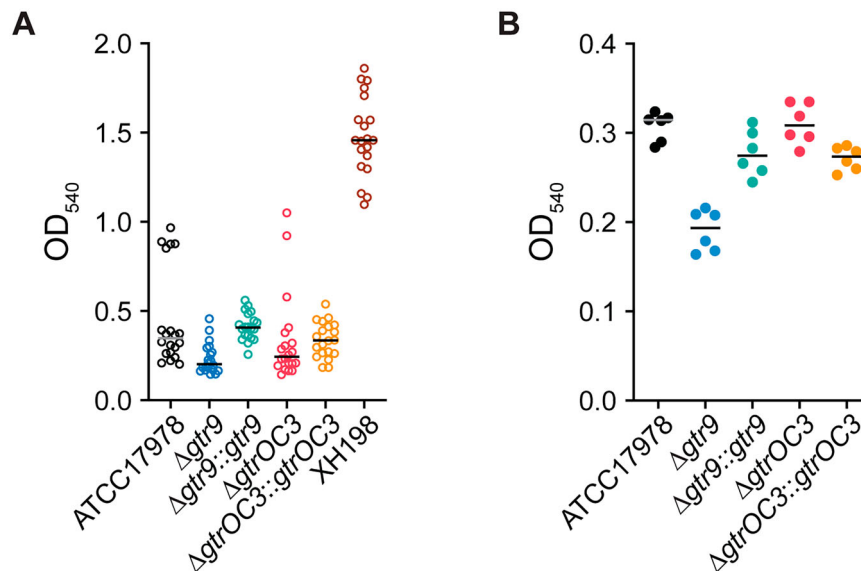 A
OD540
2.0
1.5
1.0
0.5
0.0
ATCC17978
Δgtr9
Δgtr9::gtr9
ΔgtrOC3
ΔgtrOC3::gtrOC3
XH198
B
OD540
0.4
0.3
0.2
0.1
0.0
ATCC17978
Δgtr9
Δgtr9::gtr9
ΔgtrOC3
ΔgtrOC3::gtrOC3